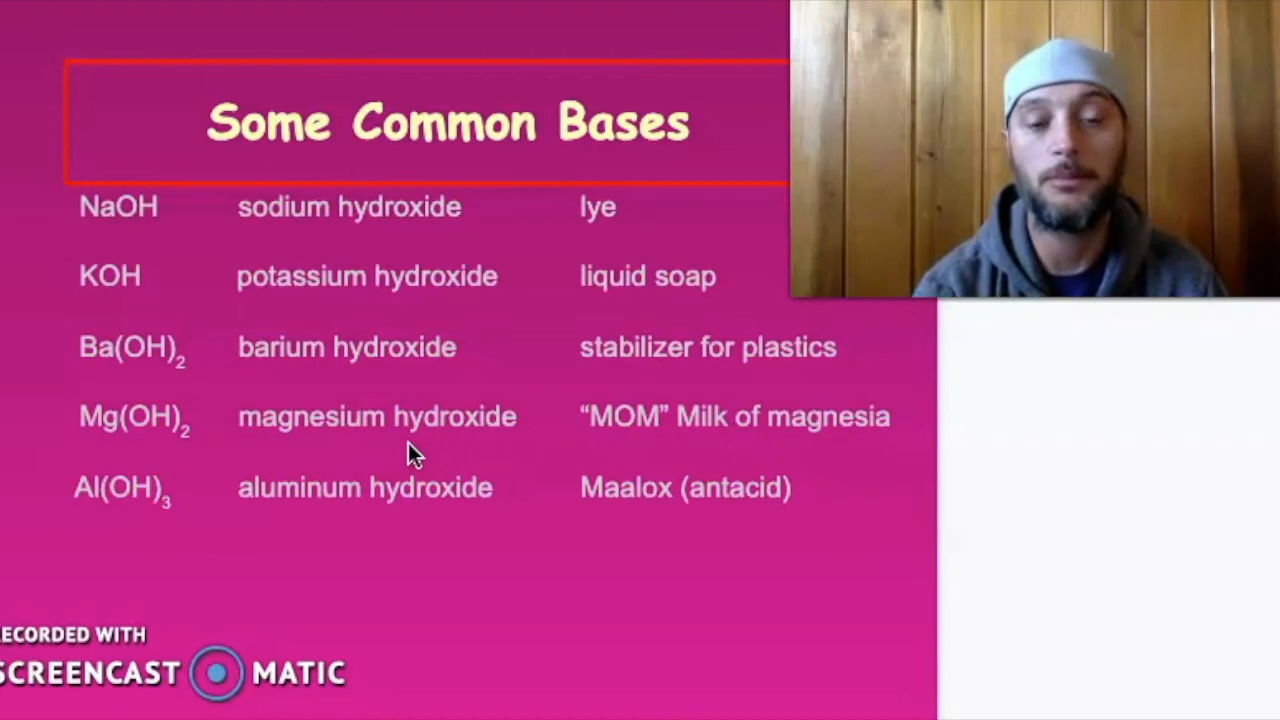 Some Common Bases
NaOH sodium hydroxide lye
KOH potassium hydroxide liquid soap
Ba(OH)2 barium hydroxide stabilizer for plastics
Mg(OH)2 magnesium hydroxide “MOM” Milk of magnesia
Al(OH)3 aluminum hydroxide Maalox (antacid)
ECORDED WITH
SCREENCAST MATIC